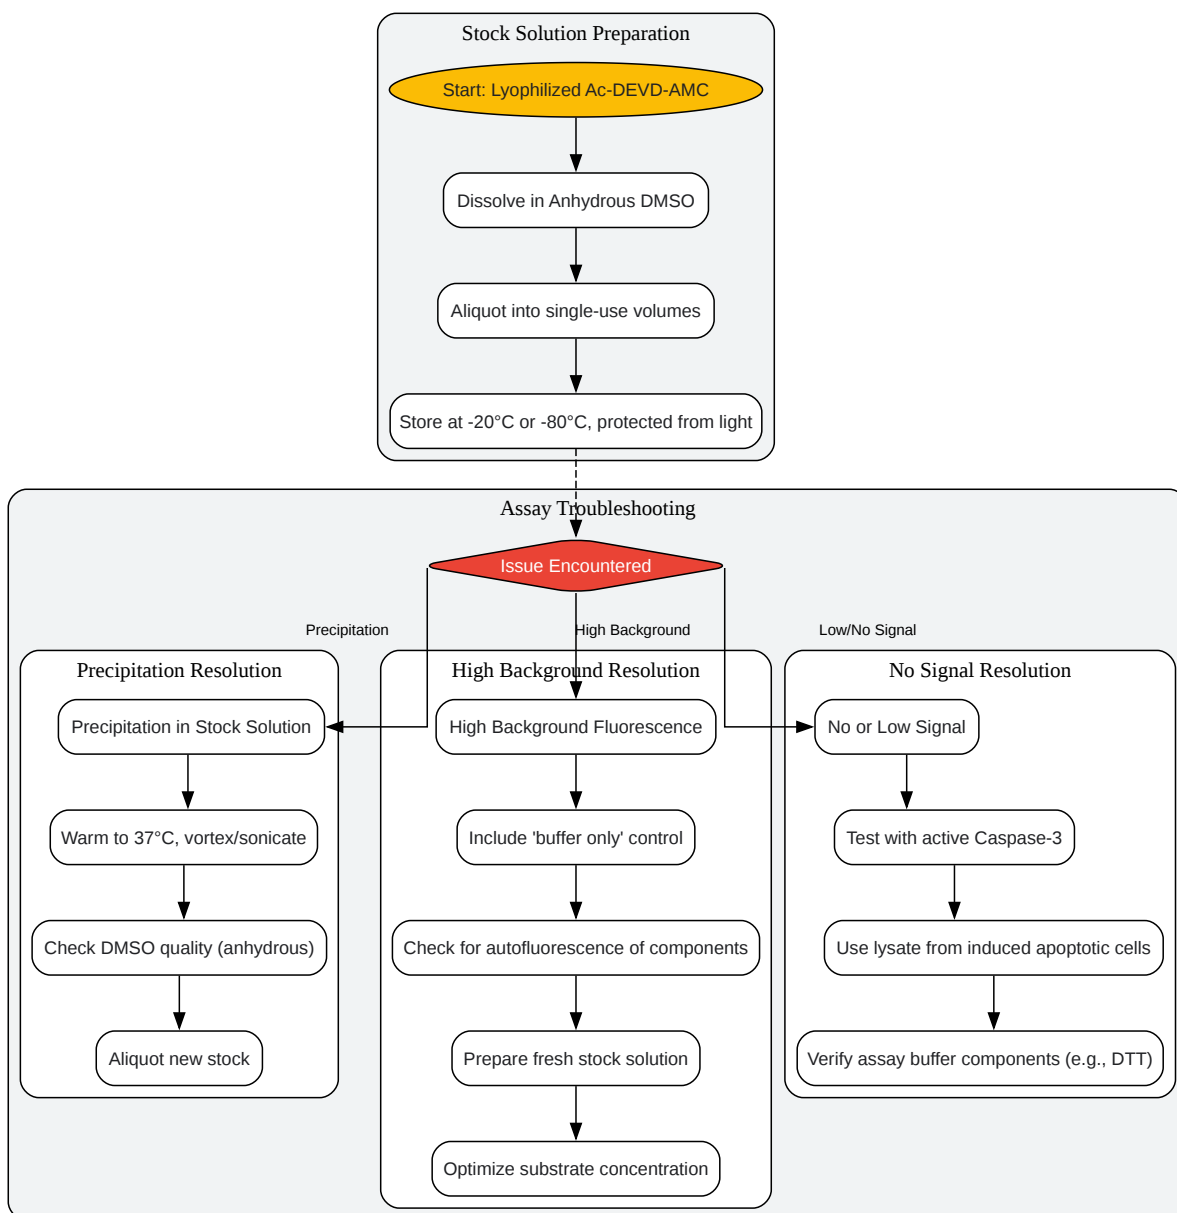 Stock Solution Preparation
Start: Lyophilized Ac-DEVD-AMC
Dissolve in Anhydrous DMSO
Aliquot into single-use volumes
Store at -20°C or -80°C, protected from light
Assay Troubleshooting
Issue Encountered
Precipitation
High Background
Low/No Signal
Precipitation Resolution
Precipitation in Stock Solution
Warm to 37°C, vortex/sonicate
Check DMSO quality (anhydrous)
Aliquot new stock
High Background Resolution
High Background Fluorescence
Include 'buffer only' control
Check for autofluorescence of components
Prepare fresh stock solution
Optimize substrate concentration
No Signal Resolution
No or Low Signal
Test with active Caspase-3
Use lysate from induced apoptotic cells
Verify assay buffer components (e.g., DTT)